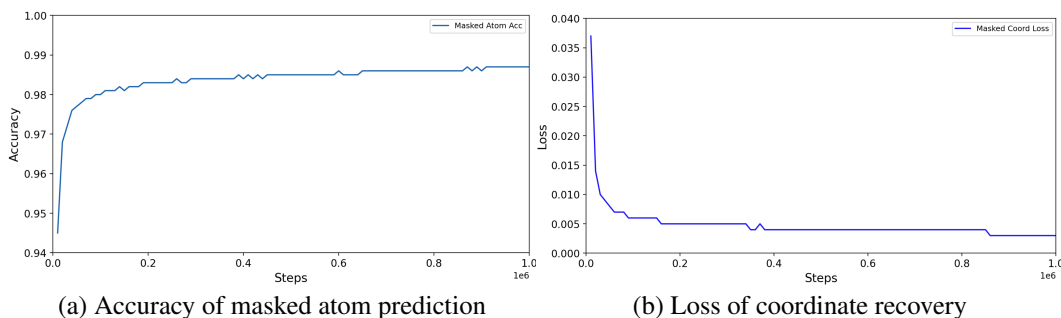 1.00
0.99
0.98
0.97
0.96
0.95
0.94
Accuracy
0.0 0.2 0.4 0.6 0.8 1.0
1e6
Steps
Masked Atom Acc
(a) Accuracy of masked atom prediction
0.040
0.035
0.030
0.025
0.020
0.015
0.010
0.005
0.000
Loss
0.0 0.2 0.4 0.6 0.8 1.0
1e6
Steps
Masked Coord Loss
(b) Loss of coordinate recovery